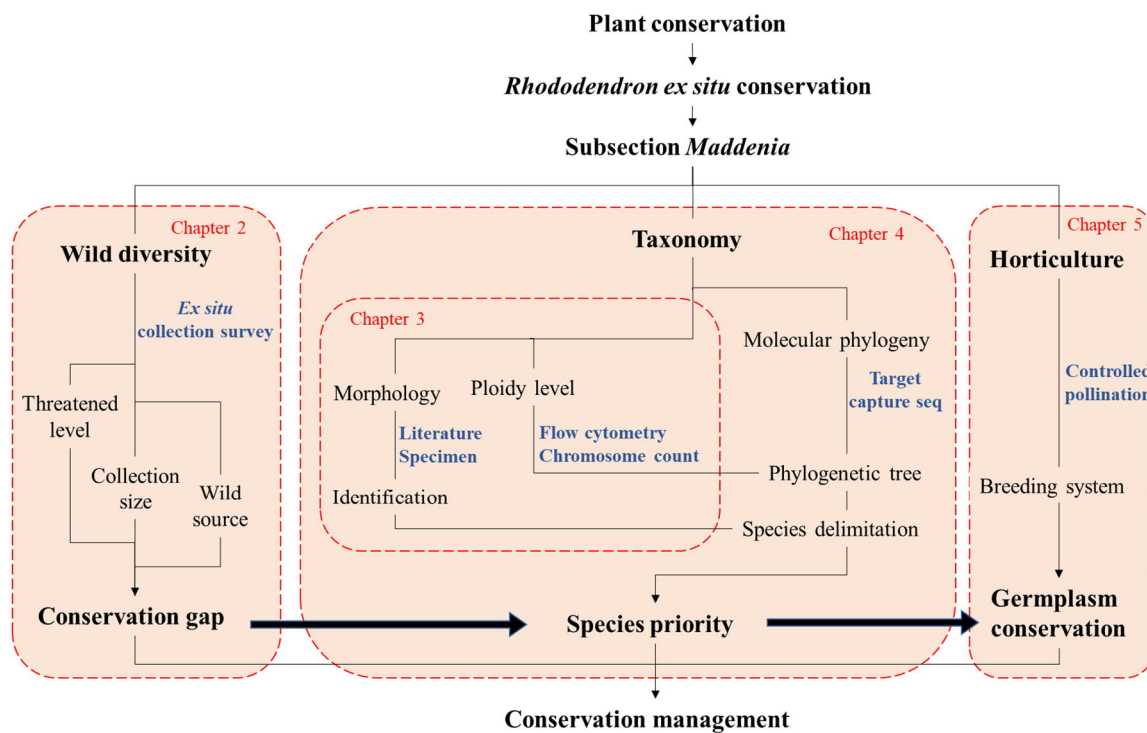 Plant conservation
Rhododendron ex situ conservation
Subsection Maddenia
Chapter 2
Wild diversity
Ex situ
collection survey
Threatened
level
Collection
size
Wild
source
Conservation gap
Taxonomy
Chapter 4
Chapter 3
Morphology
Literature
Specimen
Identification
Ploidy level
Flow cytometry
Chromosome count
Molecular phylogeny
Target
capture seq
Phylogenetic tree
Species delimitation
Species priority
Chapter 5
Horticulture
Controlled
pollination
Breeding system
Germplasm
conservation
Conservation management